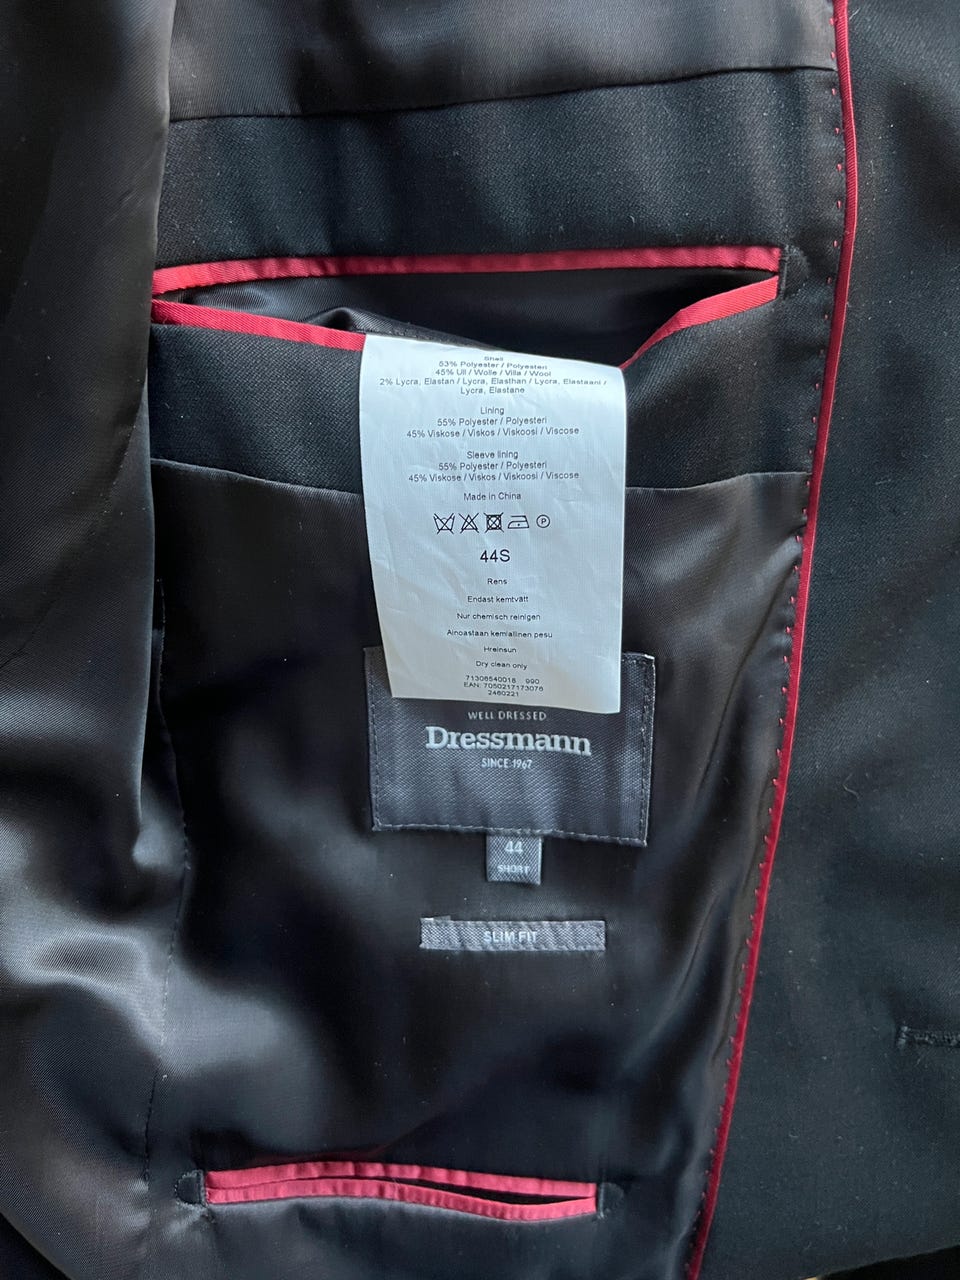 Shell
53% Polyester / Polyesteri
45% Ull / Wolle / Villa / Wool
2% Lycra, Elastan / Lycra, Elasthan / Lycra, Elastaani /
Lycra, Elastane
Lining
55% Polyester / Polyesteri
45% Viskose / Viskos / Viskoosi / Viscose
Sleeve lining
55% Polyester / Polyesteri
45% Viskose / Viskos / Viskoosi / Viscose
Made in China
P
44S
Rens
Endast kemtvätt
Nur chemisch reinigen
Ainoastaan kemiallinen pesu
Hreinsun
Dry clean only
71306540018 990
EAN: 7050217173076
2460221
WELL DRESSED
Dressmann
SINCE 1967
44
SHORT
SLIM FIT